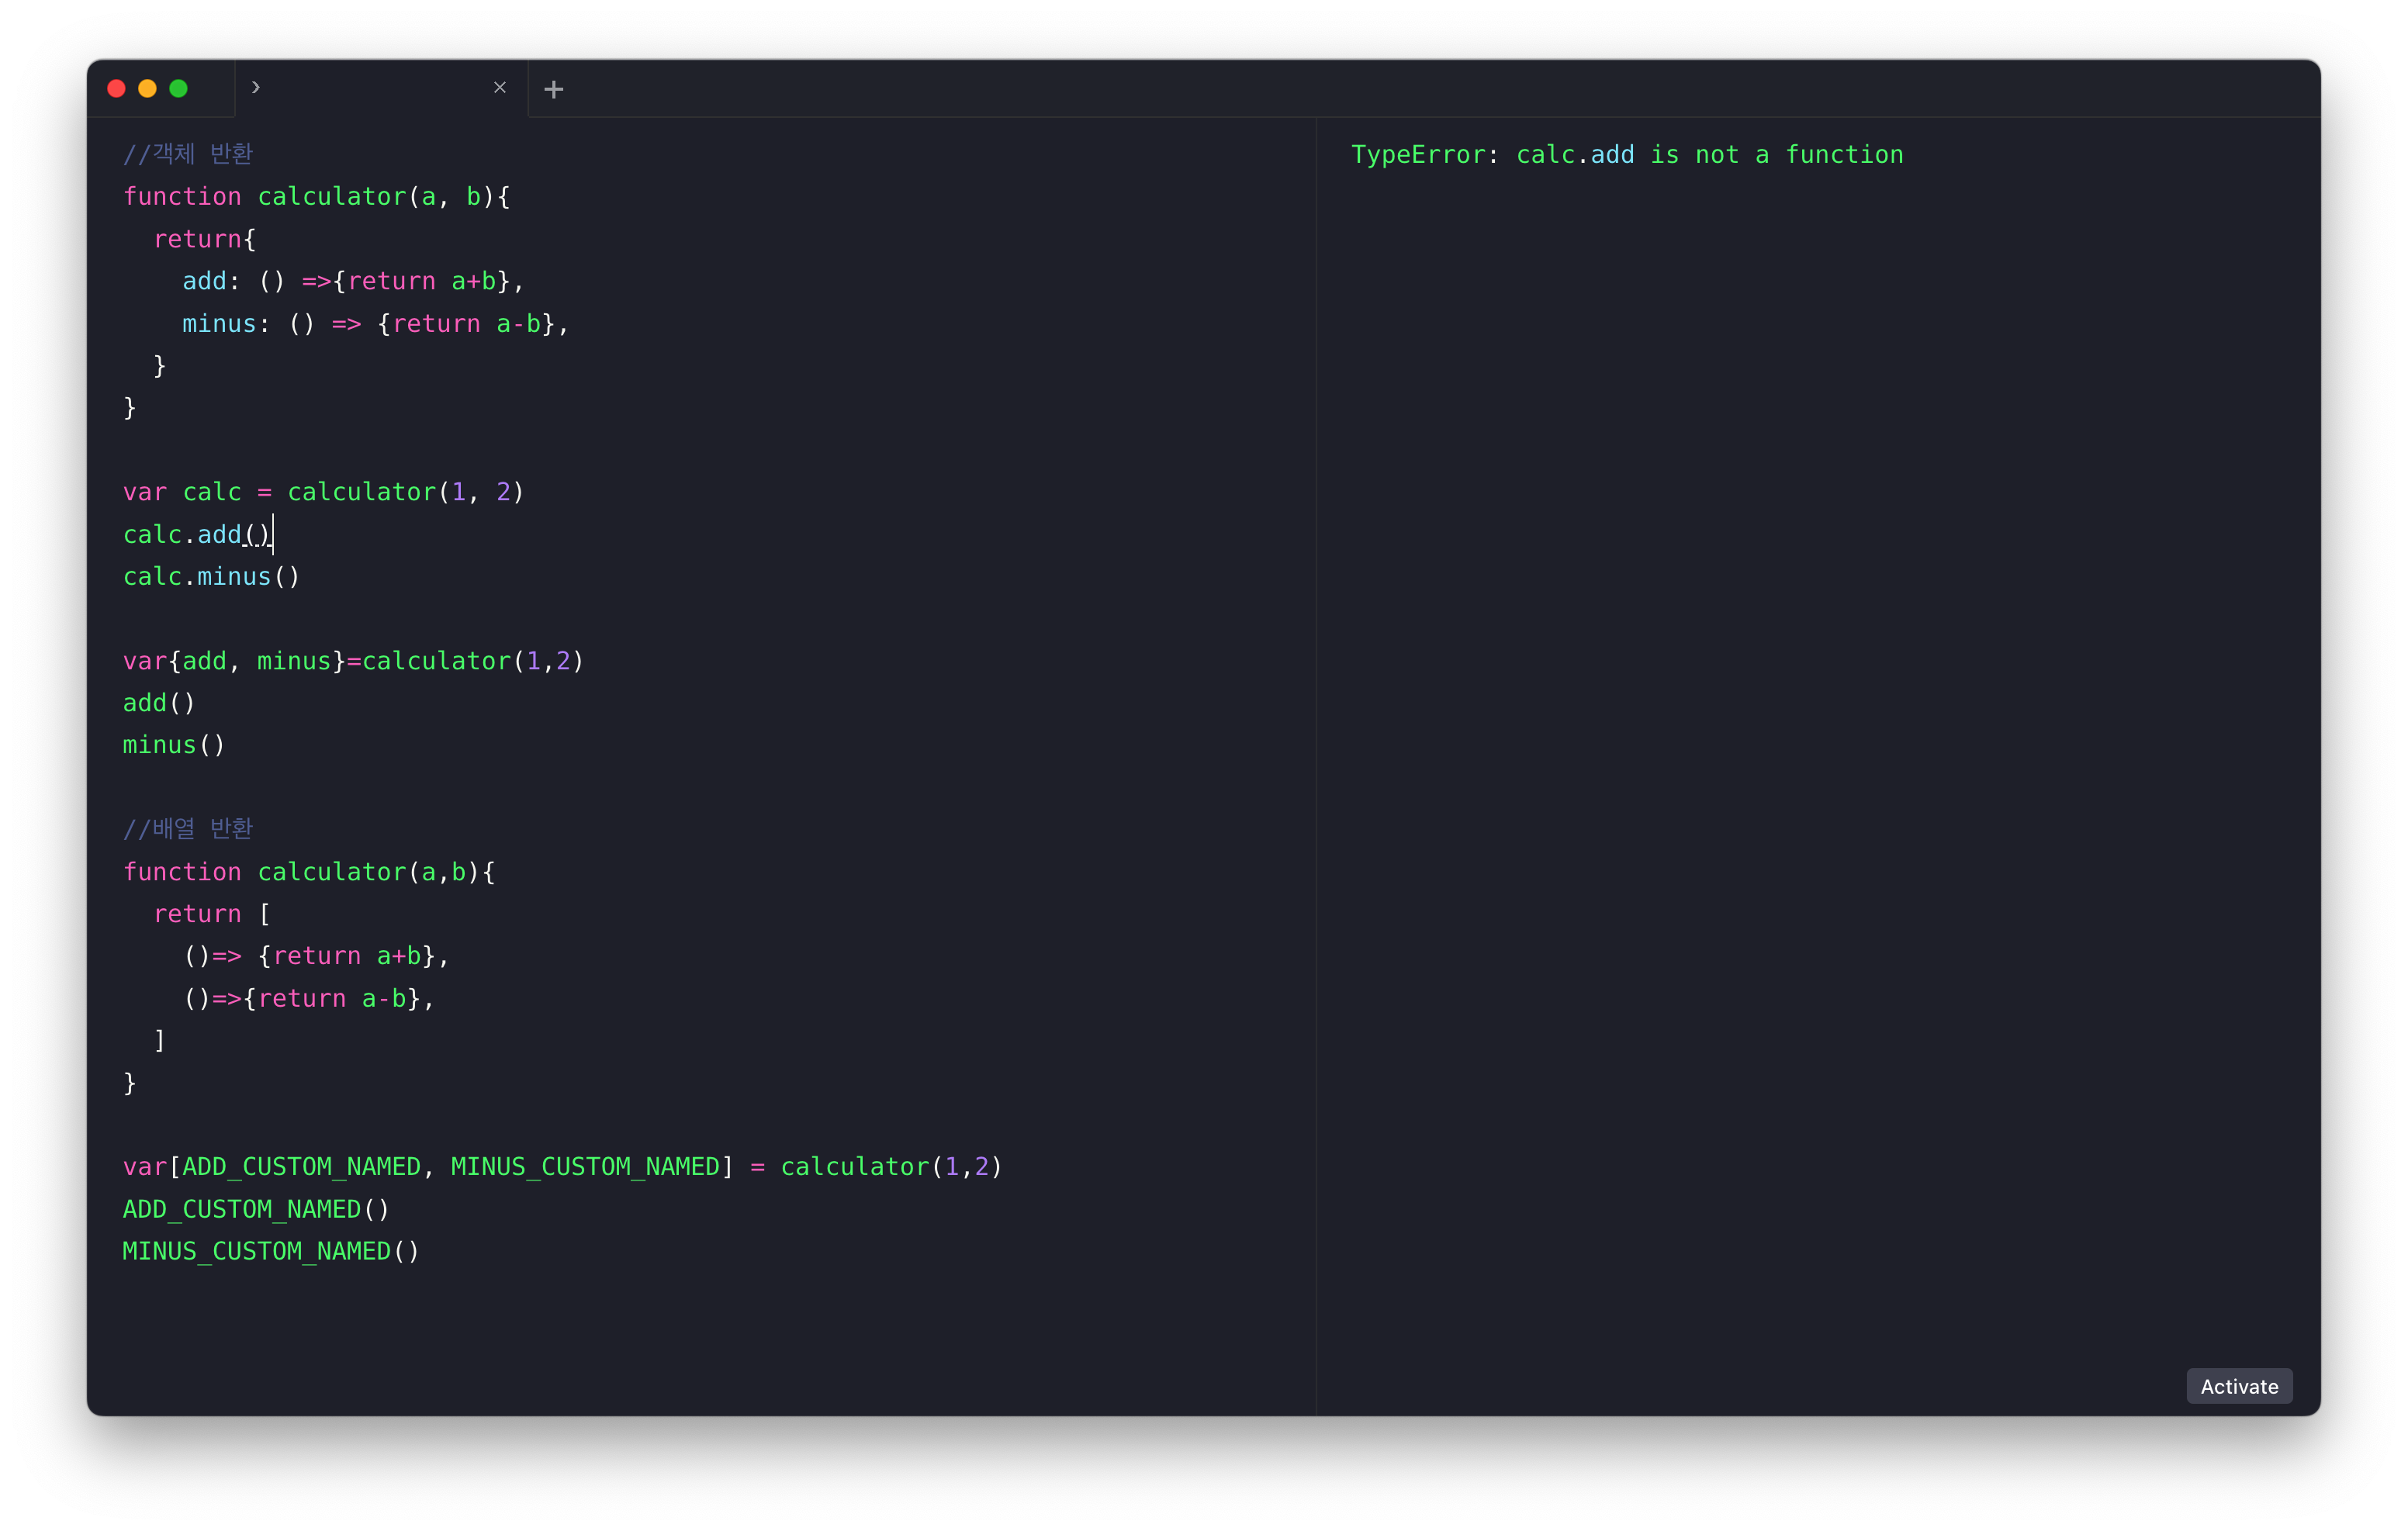 //객체 반환
function calculator(a, b){
  return{
    add: () =>{return a+b},
    minus: () => {return a-b},
  }
}

var calc = calculator(1, 2)
calc.add()
calc.minus()

var{add, minus}=calculator(1,2)
add()
minus()

//배열 반환
function calculator(a,b){
  return [
    ()=> {return a+b},
    ()=>{return a-b},
  ]
}

var[ADD_CUSTOM_NAMED, MINUS_CUSTOM_NAMED] = calculator(1,2)
ADD_CUSTOM_NAMED()
MINUS_CUSTOM_NAMED()
TypeError: calc.add is not a function
Activate